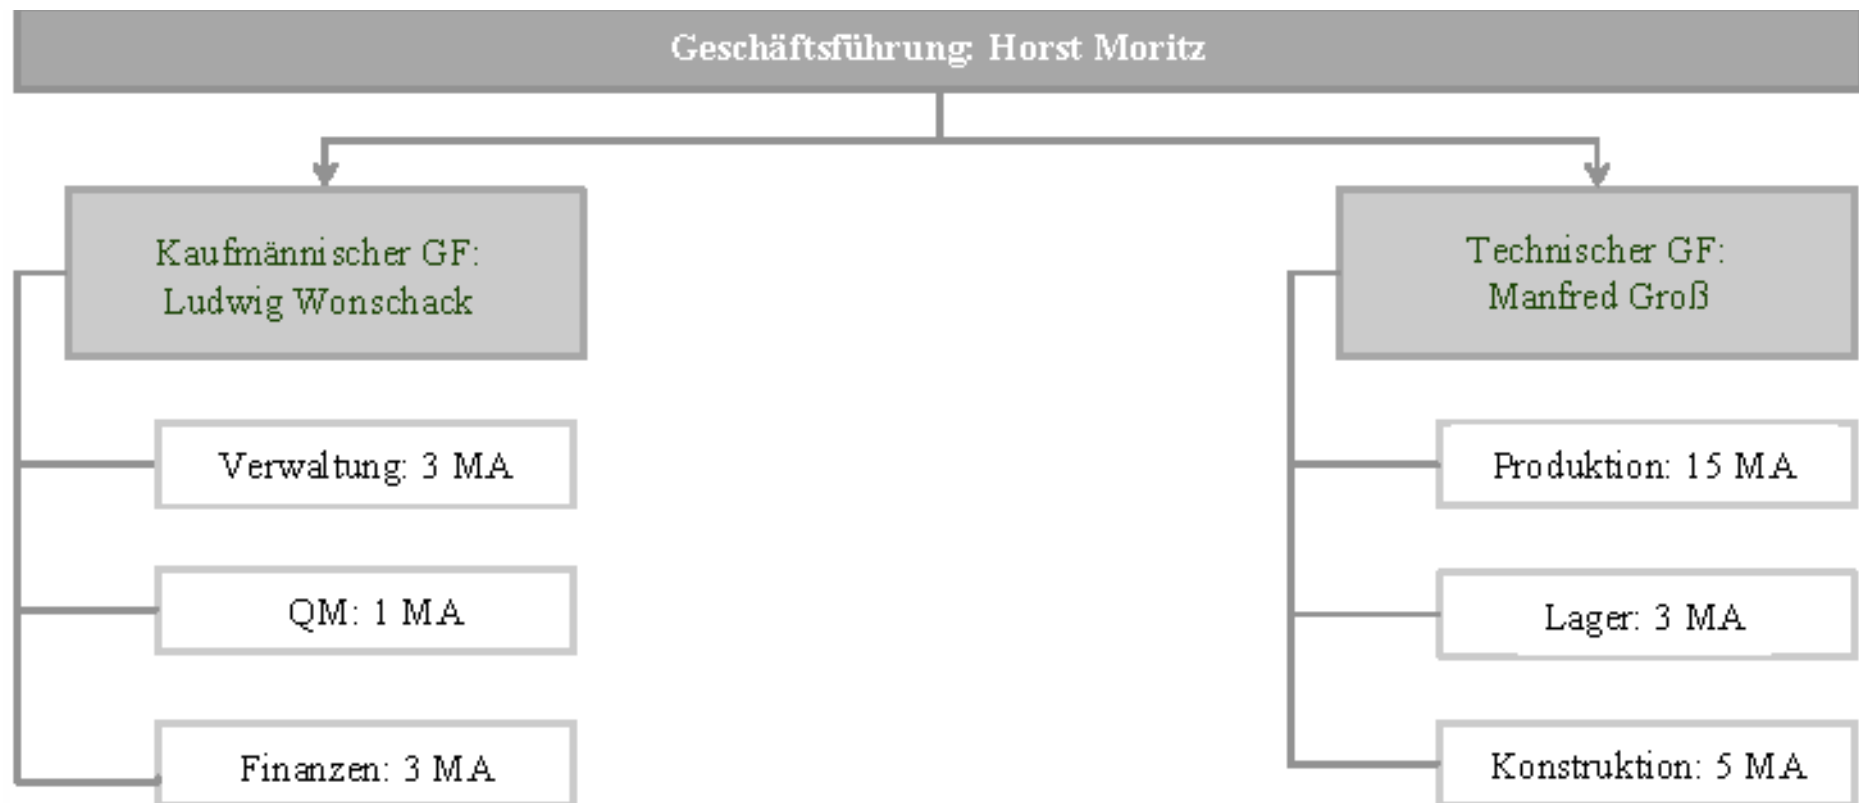 Geschäftsführung: Horst Moritz
Kaufmännischer GF:
Ludwig Wonschack
Verwaltung: 3 MA
QM: 1 MA
Finanzen: 3 MA
Technischer GF:
Manfred Groß
Produktion: 15 MA
Lager: 3 MA
Konstruktion: 5 MA